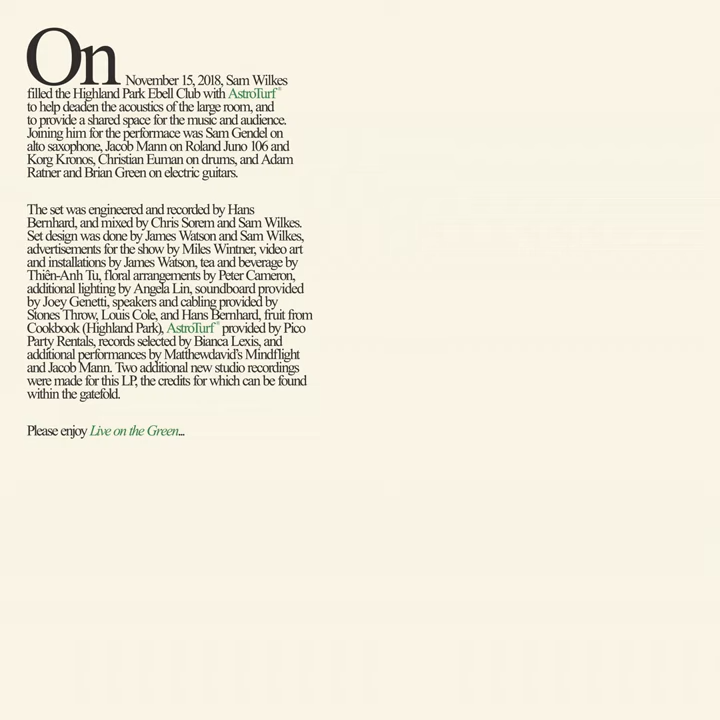 On November 15, 2018, Sam Wilkes
filled the Highland Park Ebell Club with AstroTurf®
to help deaden the acoustics of the large room, and
to provide a shared space for the music and audience.
Joining him for the performace was Sam Gendel on
alto saxophone, Jacob Mann on Roland Juno 106 and
Korg Kronos, Christian Euman on drums, and Adam
Ratner and Brian Green on electric guitars.
The set was engineered and recorded by Hans
Bernhard, and mixed by Chris Sorem and Sam Wilkes.
Set design was done by James Watson and Sam Wilkes,
advertisements for the show by Miles Wintner, video art
and installations by James Watson, tea and beverage by
Thiên-Anh Tu, floral arrangements by Peter Cameron,
additional lighting by Angela Lin, soundboard provided
by Joey Genetti, speakers and cabling provided by
Stones Throw, Louis Cole, and Hans Bernhard, fruit from
Cookbook (Highland Park), AstroTurf® provided by Pico
Party Rentals, records selected by Bianca Lexis, and
additional performances by Matthewdavid's Mindflight
and Jacob Mann. Two additional new studio recordings
were made for this LP, the credits for which can be found
within the gatefold.
Please enjoy Live on the Green...